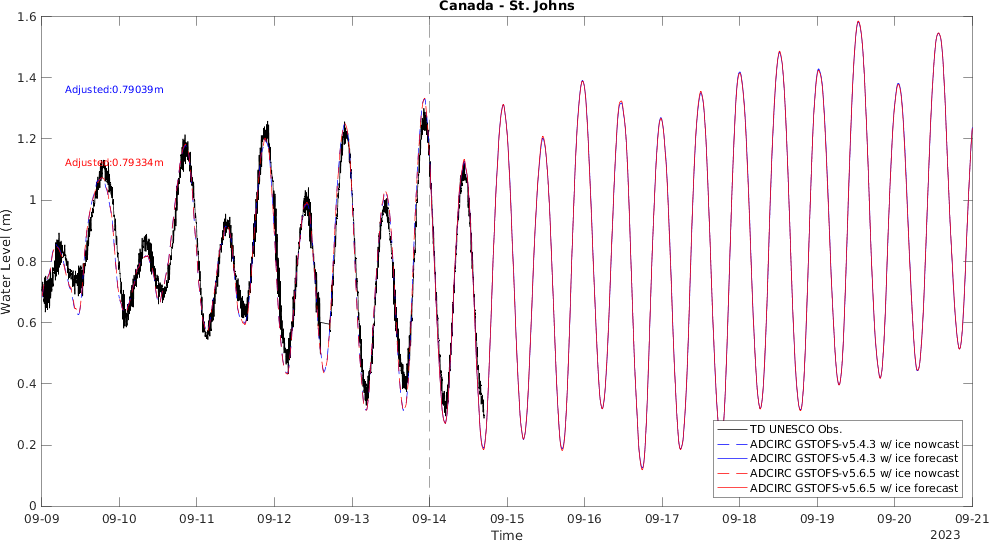 Canada - St. Johns
1.6
1.4
1.2
1
0.8
0.6
0.4
0.2
0
Water Level (m)
Adjusted:0.79039m
Adjusted:0.79334m
TD UNESCO Obs.
ADCIRC GSTOFS-v5.4.3 w/ ice nowcast
ADCIRC GSTOFS-v5.4.3 w/ ice forecast
ADCIRC GSTOFS-v5.6.5 w/ ice nowcast
ADCIRC GSTOFS-v5.6.5 w/ ice forecast
09-09 09-10 09-11 09-12 09-13 09-14 09-15 09-16 09-17 09-18 09-19 09-20 09-21
Time
2023